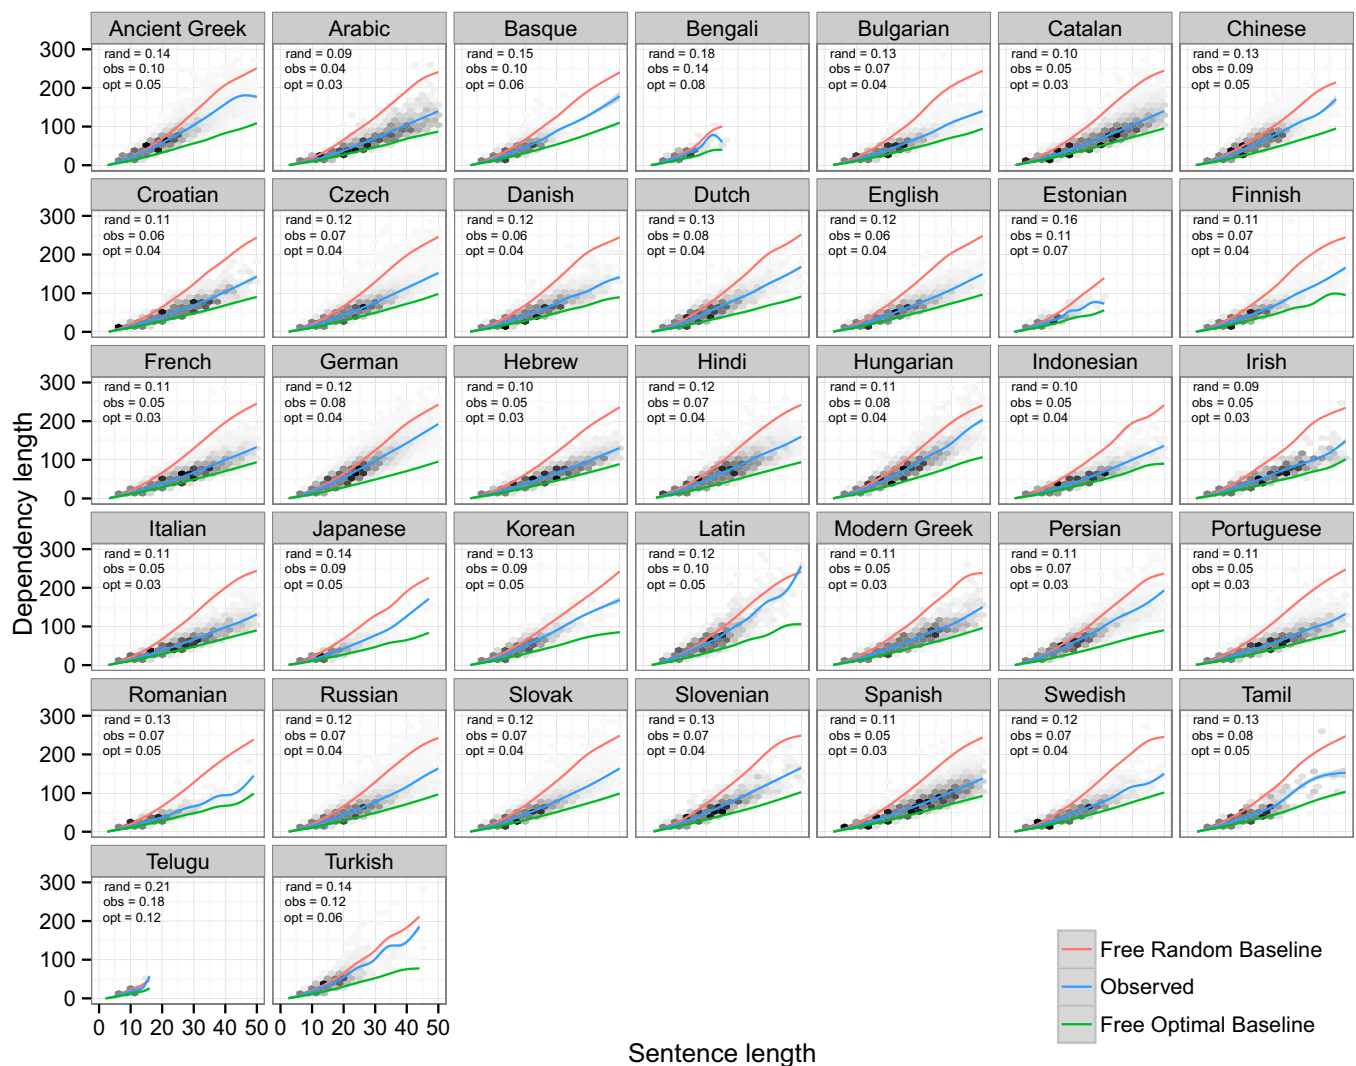 Ancient Greek
rand = 0.14
obs = 0.10
opt = 0.05
Arabic
rand = 0.09
obs = 0.04
opt = 0.03
Basque
rand = 0.15
obs = 0.10
opt = 0.06
Bengali
rand = 0.18
obs = 0.14
opt = 0.08
Bulgarian
rand = 0.13
obs = 0.07
opt = 0.04
Catalan
rand = 0.10
obs = 0.05
opt = 0.03
Chinese
rand = 0.13
obs = 0.09
opt = 0.05
300
200
100
0
Croatian
rand = 0.11
obs = 0.06
opt = 0.04
Czech
rand = 0.12
obs = 0.07
opt = 0.04
Danish
rand = 0.12
obs = 0.06
opt = 0.04
Dutch
rand = 0.13
obs = 0.08
opt = 0.04
English
rand = 0.12
obs = 0.06
opt = 0.04
Estonian
rand = 0.16
obs = 0.11
opt = 0.07
Finnish
rand = 0.11
obs = 0.07
opt = 0.04
300
200
100
0
French
rand = 0.11
obs = 0.05
opt = 0.03
German
rand = 0.12
obs = 0.08
opt = 0.04
Hebrew
rand = 0.10
obs = 0.05
opt = 0.03
Hindi
rand = 0.12
obs = 0.07
opt = 0.04
Hungarian
rand = 0.11
obs = 0.08
opt = 0.04
Indonesian
rand = 0.10
obs = 0.05
opt = 0.04
Irish
rand = 0.09
obs = 0.05
opt = 0.03
300
200
100
0
Dependency length
Italian
rand = 0.11
obs = 0.05
opt = 0.03
Japanese
rand = 0.14
obs = 0.09
opt = 0.05
Korean
rand = 0.13
obs = 0.09
opt = 0.05
Latin
rand = 0.12
obs = 0.10
opt = 0.05
Modern Greek
rand = 0.11
obs = 0.05
opt = 0.03
Persian
rand = 0.11
obs = 0.07
opt = 0.03
Portuguese
rand = 0.11
obs = 0.05
opt = 0.03
300
200
100
0
Romanian
rand = 0.13
obs = 0.07
opt = 0.05
Russian
rand = 0.12
obs = 0.07
opt = 0.04
Slovak
rand = 0.12
obs = 0.07
opt = 0.04
Slovenian
rand = 0.13
obs = 0.07
opt = 0.04
Spanish
rand = 0.11
obs = 0.05
opt = 0.03
Swedish
rand = 0.12
obs = 0.07
opt = 0.04
Tamil
rand = 0.13
obs = 0.08
opt = 0.05
300
200
100
0
Telugu
rand = 0.21
obs = 0.18
opt = 0.12
Turkish
rand = 0.14
obs = 0.12
opt = 0.06
300
200
100
0
0 10 20 30 40 50
0 10 20 30 40 50
Sentence length
Free Random Baseline
Observed
Free Optimal Baseline